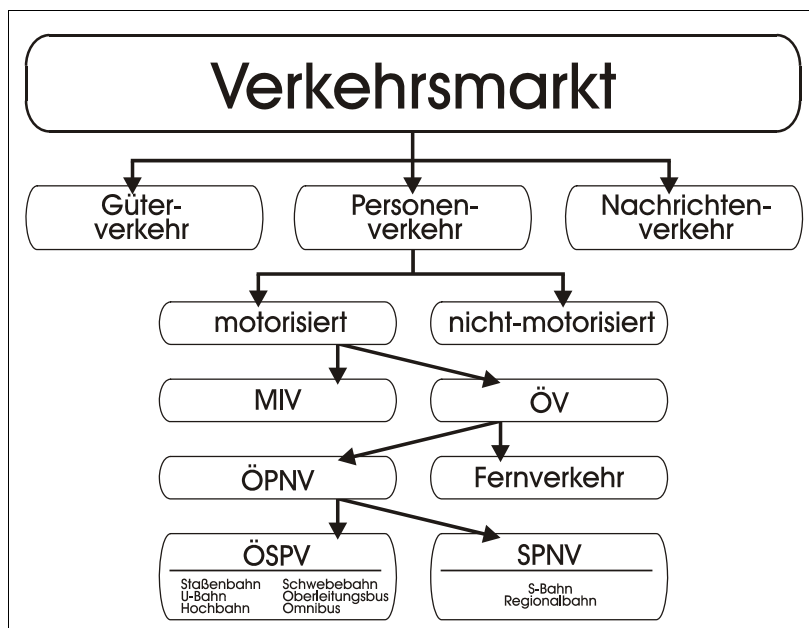 Verkehrsmarkt
Güter-
verkehr
Personen-
verkehr
Nachrichten-
verkehr
motorisiert
nicht-motorisiert
MIV
ÖV
ÖPNV
Fernverkehr
ÖSPV
Staßenbahn
U-Bahn
Hochbahn
Schwebebahn
Oberleitungsbus
Omnibus
SPNV
S-Bahn
Regionalbahn